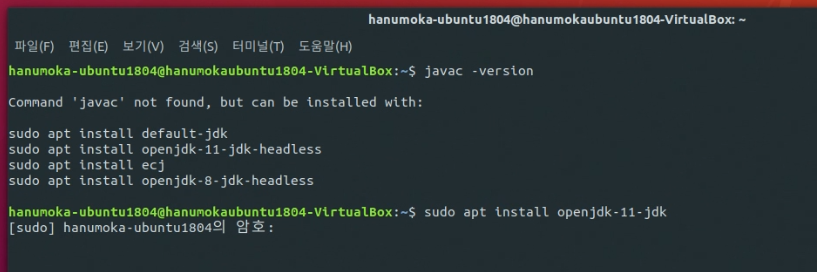 hanumoka-ubuntu1804@hanumokaubuntu1804-VirtualBox: ~
파일(F) 편집(E) 보기(V) 검색(S) 터미널(T) 도움말(H)
hanumoka-ubuntu1804@hanumokaubuntu1804-VirtualBox:~$ javac -version
Command 'javac' not found, but can be installed with:
sudo apt install default-jdk
sudo apt install openjdk-11-jdk-headless
sudo apt install ecj
sudo apt install openjdk-8-jdk-headless
hanumoka-ubuntu1804@hanumokaubuntu1804-VirtualBox:~$ sudo apt install openjdk-11-jdk
[sudo] hanumoka-ubuntu1804의 암호: